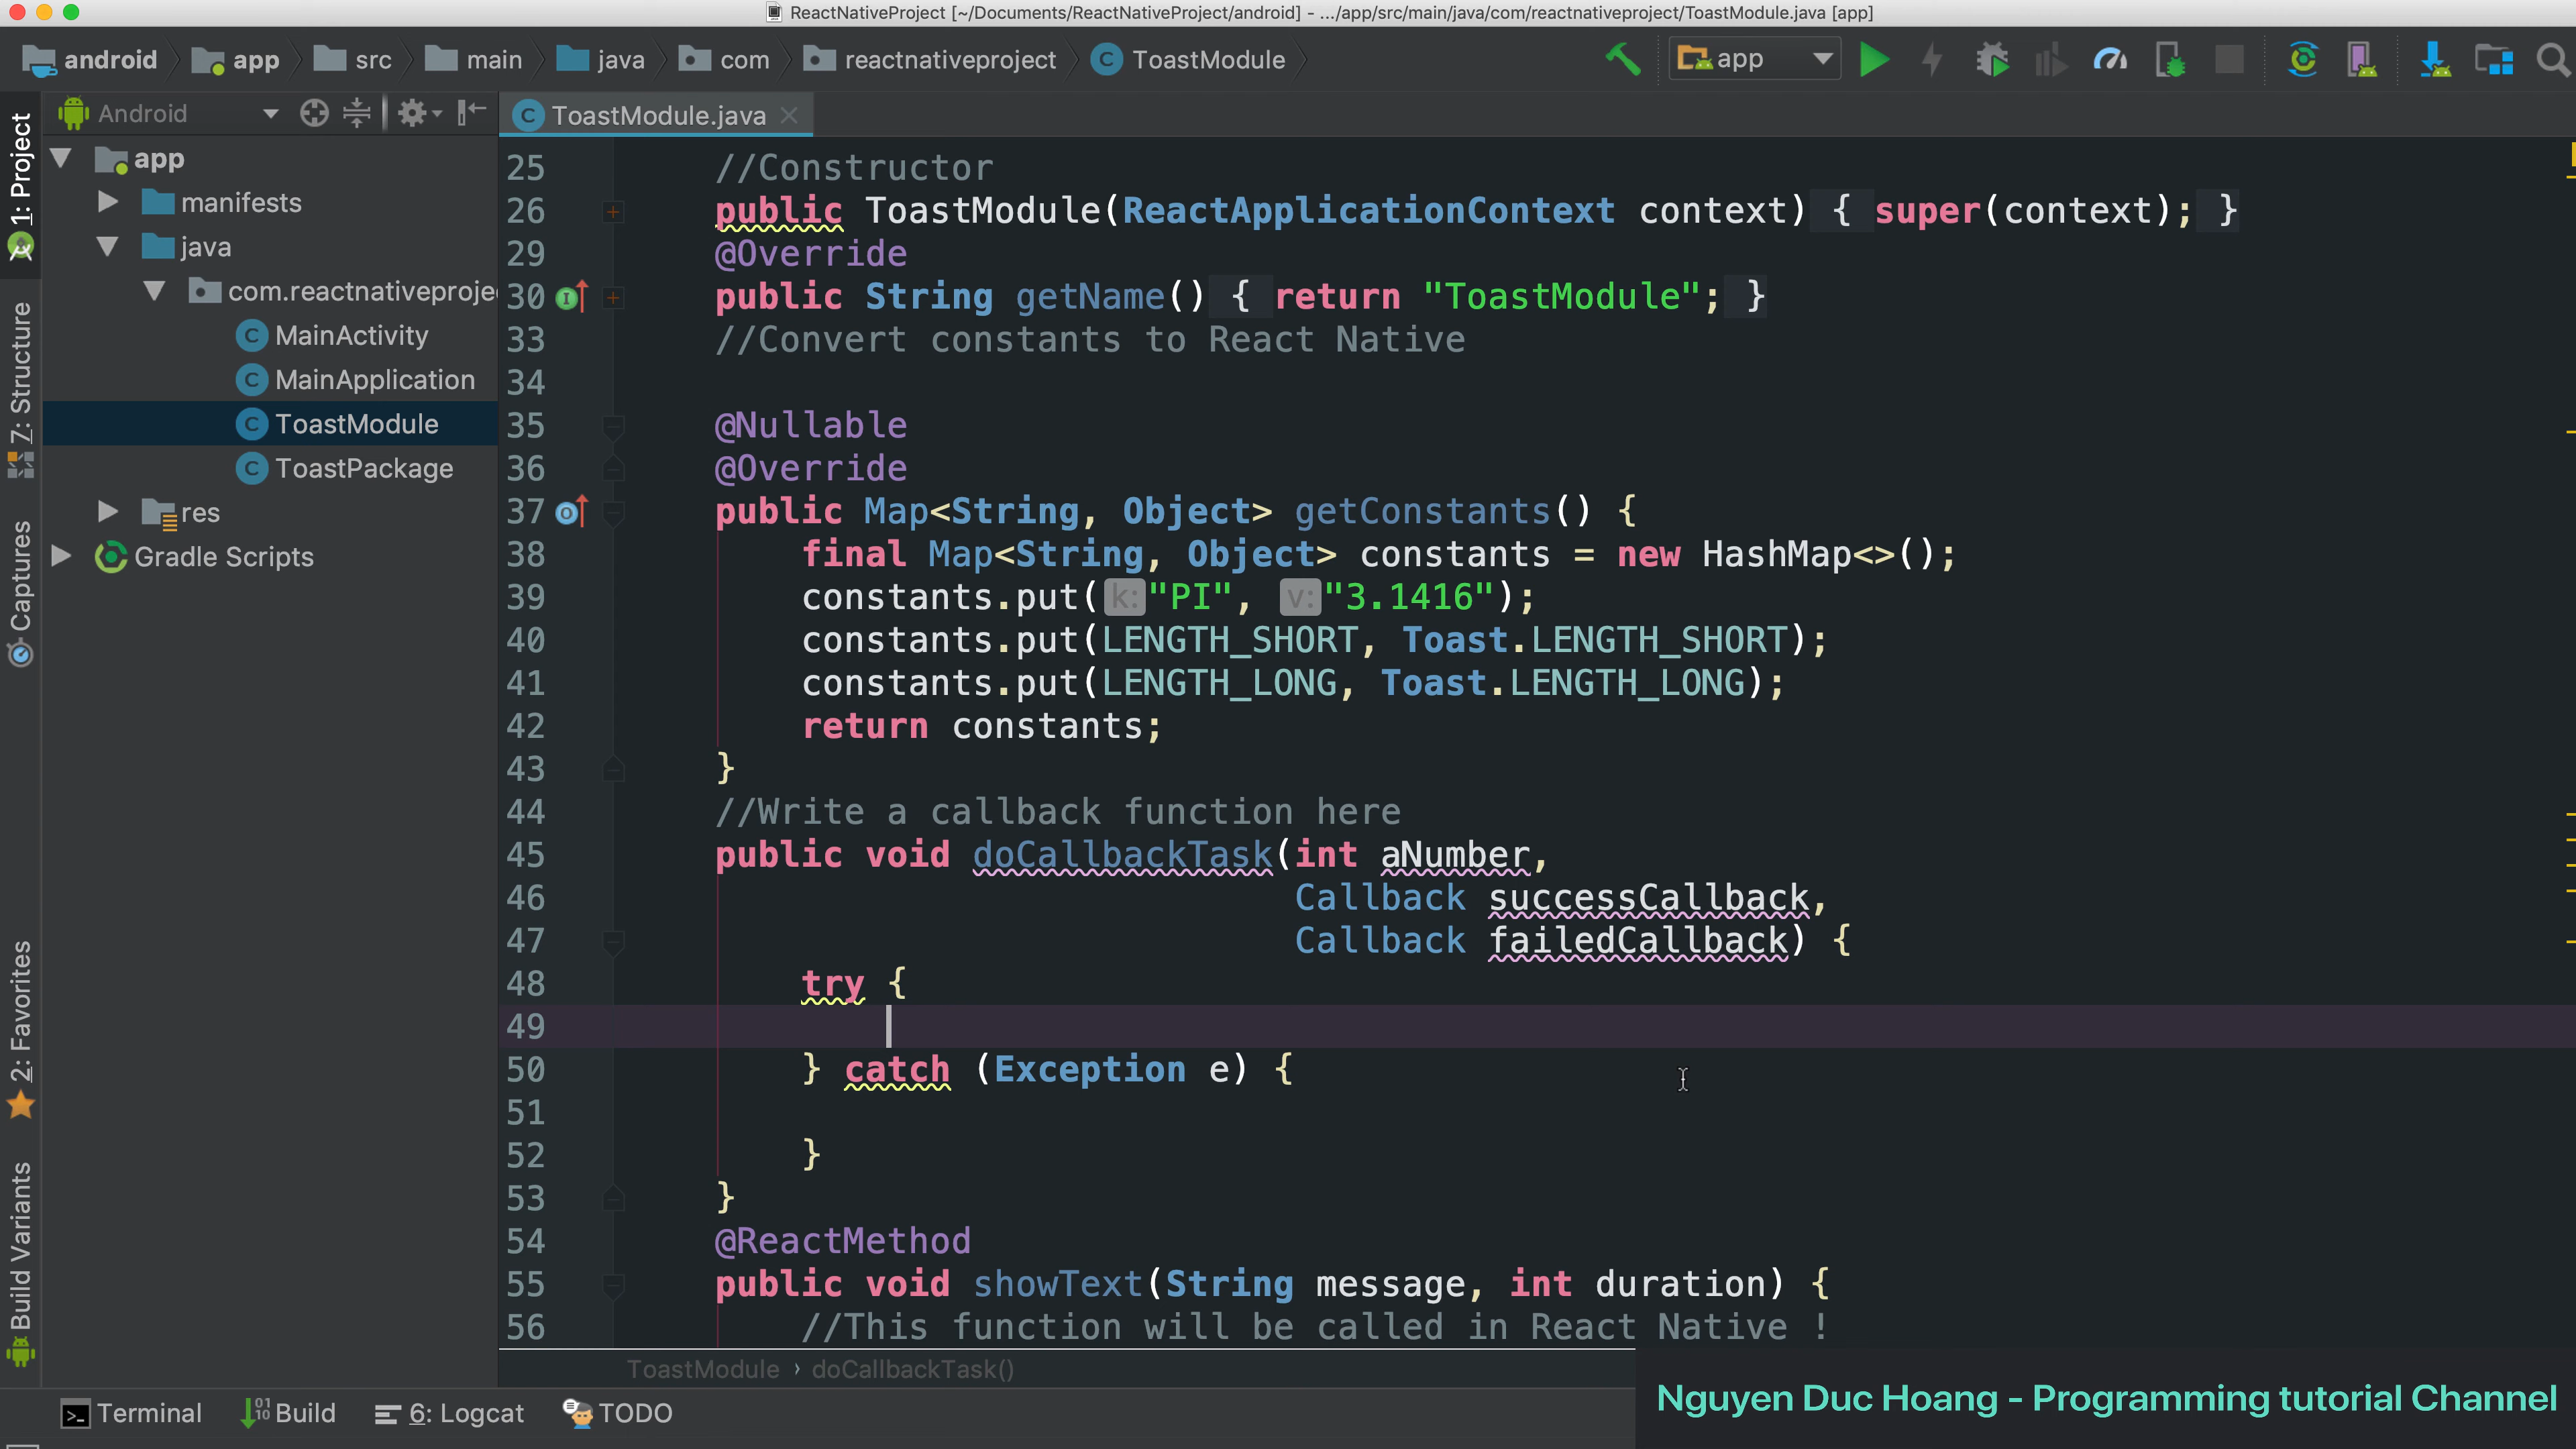 ReactNativeProject [~/Documents/ReactNativeProject/android] - .../app/src/main/java/com/reactnativeproject/ToastModule.java [app]
android app src main java com reactnativeproject C ToastModule app
1: Project
7: Structure
Captures
2: Favorites
Build Variants
Android
app
manifests
java
com.reactnativeproje
C MainActivity
C MainApplication
C ToastModule
C ToastPackage
res
Gradle Scripts
C ToastModule.java
25 //Constructor
26 public ToastModule(ReactApplicationContext context) { super(context); }
29 @Override
30 public String getName() { return "ToastModule"; }
33 //Convert constants to React Native
34
35 @Nullable
36 @Override
37 public Map<String, Object> getConstants() {
38 final Map<String, Object> constants = new HashMap<>();
39 constants.put( k: "PI", v: "3.1416");
40 constants.put(LENGTH_SHORT, Toast.LENGTH_SHORT);
41 constants.put(LENGTH_LONG, Toast.LENGTH_LONG);
42 return constants;
43 }
44 //Write a callback function here
45 public void doCallbackTask(int aNumber,
46 Callback successCallback,
47 Callback failedCallback) {
48 try {
49
50 } catch (Exception e) {
51
52 }
53 }
54 @ReactMethod
55 public void showText(String message, int duration) {
56 //This function will be called in React Native !
ToastModule › doCallbackTask()
Terminal Build 6: Logcat TODO
Nguyen Duc Hoang - Programming tutorial Channel